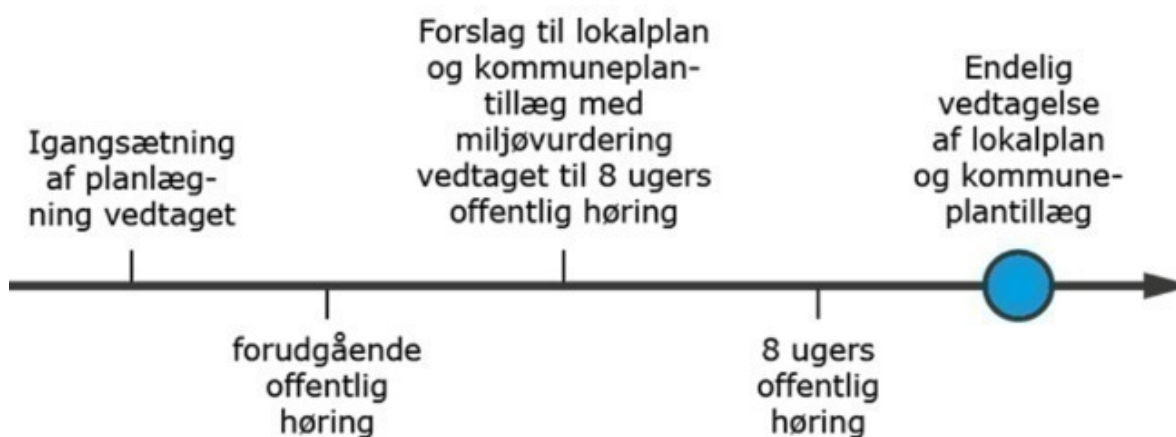 Igangsætning
af planlæg-
ning vedtaget
forudgående
offentlig
høring
Forslag til lokalplan
og kommuneplan-
tillæg med
miljøvurdering
vedtaget til 8 ugers
offentlig høring
8 ugers
offentlig
høring
Endelig
vedtagelse
af lokalplan
og kommune-
plantillæg